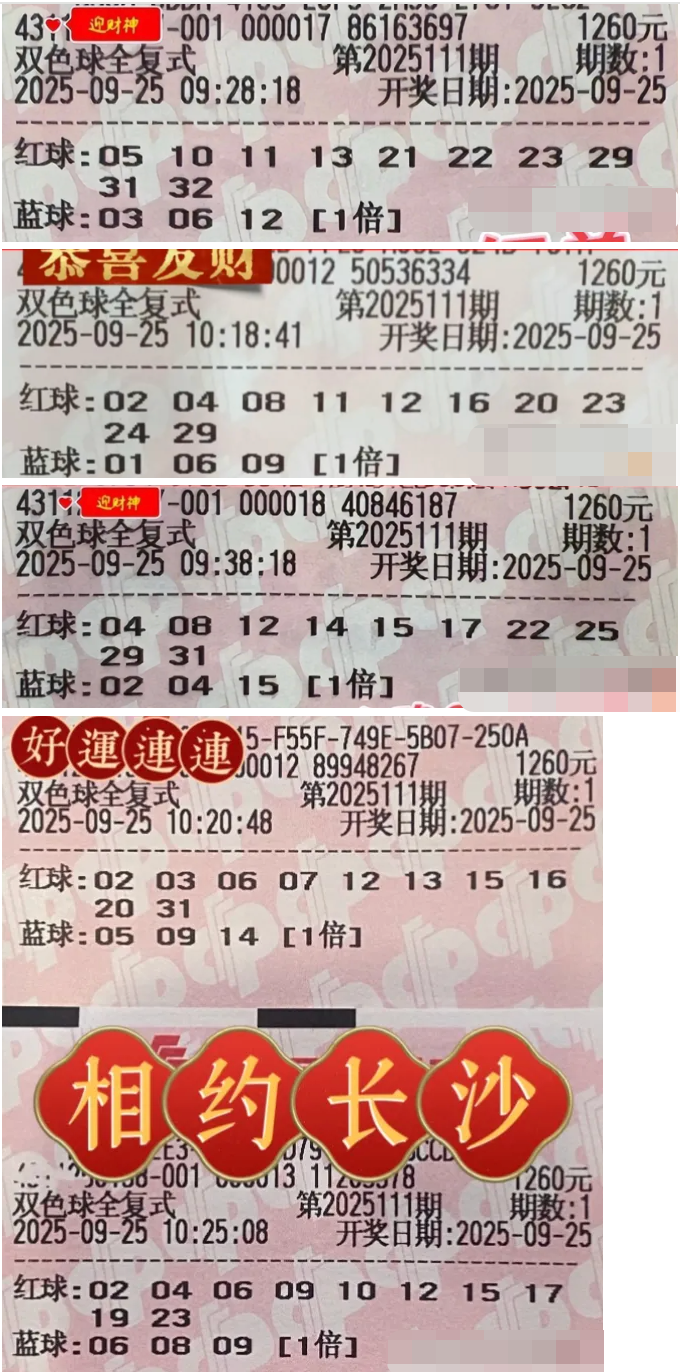 迎财神
-001 000017 86163697 1260元
双色球全复式 第2025111期 期数:1
2025-09-25 09:28:18 开奖日期:2025-09-25
红球:05 10 11 13 21 22 23 29
31 32
蓝球:03 06 12 [1倍]
恭喜发财
00012 50536334 1260元
双色球全复式 第2025111期 期数:1
2025-09-25 10:18:41 开奖日期:2025-09-25
红球:02 04 08 11 12 16 20 23
24 29
蓝球:01 06 09 [1倍]
迎财神
-001 000018 40846187 1260元
双色球全复式 第2025111期 期数:1
2025-09-25 09:38:18 开奖日期:2025-09-25
红球:04 08 12 14 15 17 22 25
29 31
蓝球:02 04 15 [1倍]
好運連連
15-F55F-749E-5B07-250A
00012 89948267 1260元
双色球全复式 第2025111期 期数:1
2025-09-25 10:20:48 开奖日期:2025-09-25
红球:02 03 06 07 12 13 15 16
20 31
蓝球:05 09 14 [1倍]
相约长沙
-001 1260元
双色球全复式 第2025111期 期数:1
2025-09-25 10:25:08 开奖日期:2025-09-25
红球:02 04 06 09 10 12 15 17
19 23
蓝球:06 08 09 [1倍]